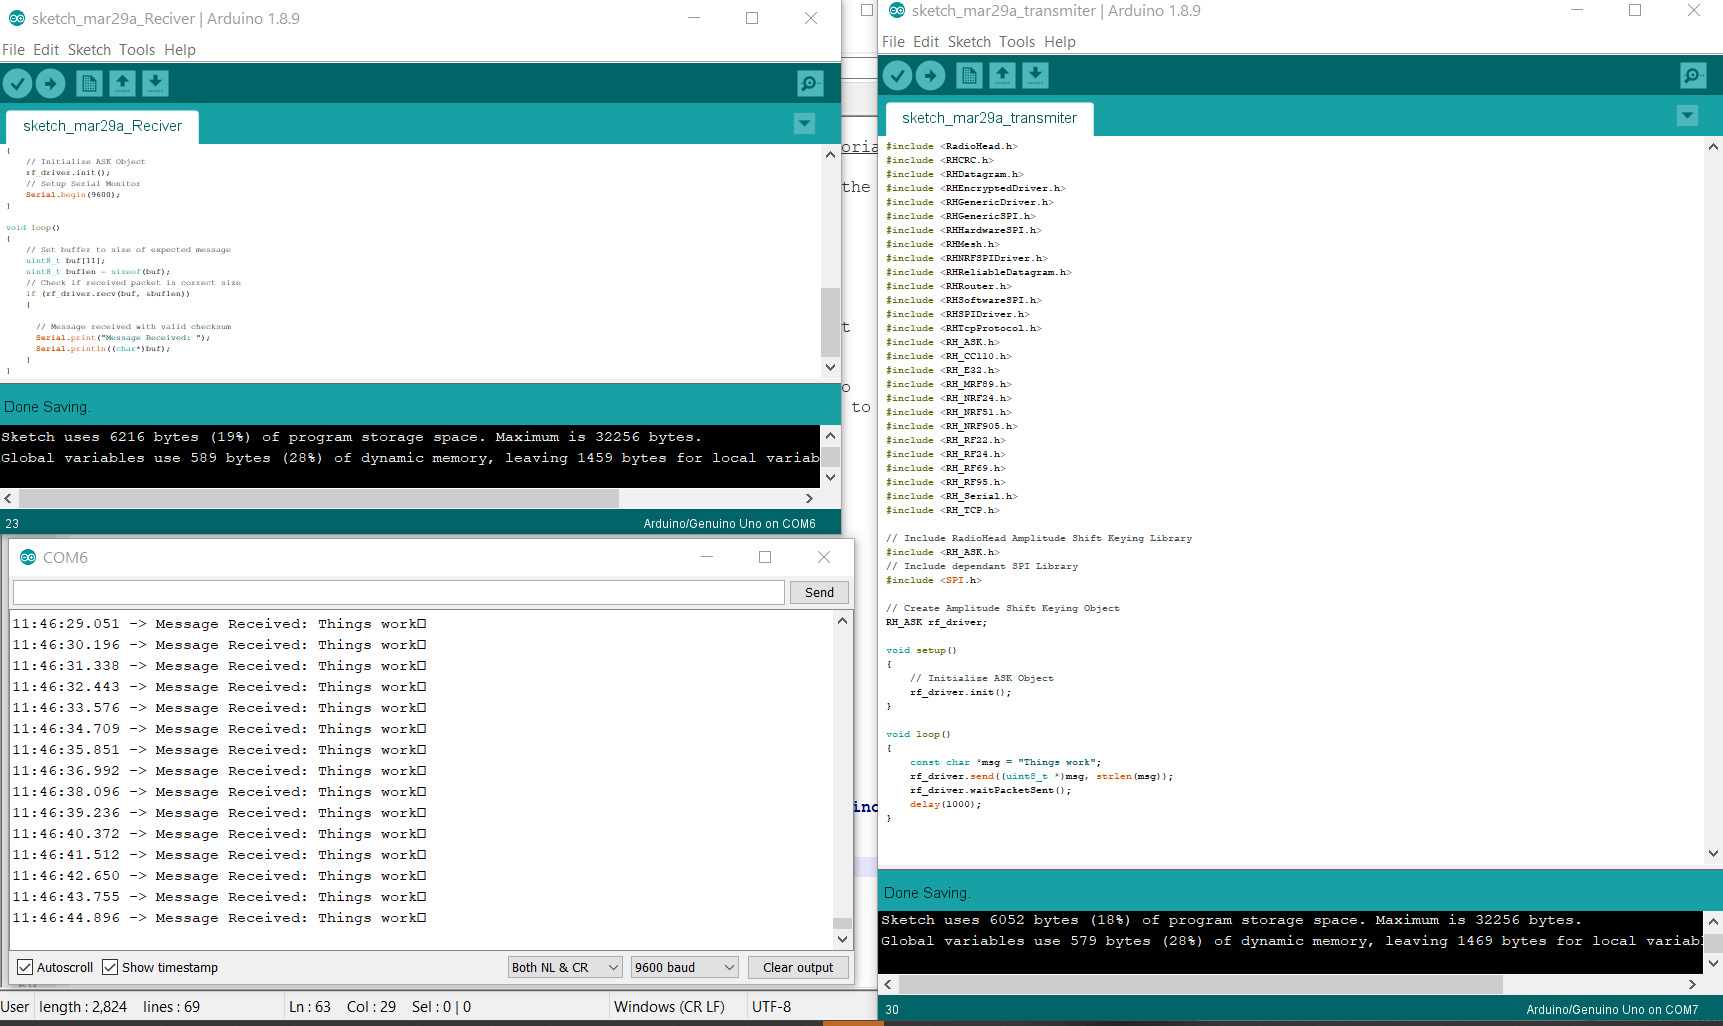 sketch_mar29a_Reciver | Arduino 1.8.9
File Edit Sketch Tools Help
sketch_mar29a_Reciver
{
// Initialize ASK Object
rf_driver.init();
// Setup Serial Monitor
Serial.begin(9600);
}
void loop()
{
// Set buffer to size of expected message
uint8_t buf[11];
uint8_t buflen = sizeof(buf);
// Check if received packet is correct size
if (rf_driver.recv(buf, &buflen))
{
// Message received with valid checksum
Serial.print("Message Received: ");
Serial.println((char*)buf);
}
}
Done Saving.
Sketch uses 6216 bytes (19%) of program storage space. Maximum is 32256 bytes.
Global variables use 589 bytes (28%) of dynamic memory, leaving 1459 bytes for local variab
23
Arduino/Genuino Uno on COM6
COM6
Send
11:46:29.051 -> Message Received: Things work□
11:46:30.196 -> Message Received: Things work□
11:46:31.338 -> Message Received: Things work□
11:46:32.443 -> Message Received: Things work□
11:46:33.576 -> Message Received: Things work□
11:46:34.709 -> Message Received: Things work□
11:46:35.851 -> Message Received: Things work□
11:46:36.992 -> Message Received: Things work□
11:46:38.096 -> Message Received: Things work□
11:46:39.236 -> Message Received: Things work□
11:46:40.372 -> Message Received: Things work□
11:46:41.512 -> Message Received: Things work□
11:46:42.650 -> Message Received: Things work□
11:46:43.755 -> Message Received: Things work□
11:46:44.896 -> Message Received: Things work□
Autoscroll Show timestamp
Both NL & CR
9600 baud
Clear output
User length : 2,824 lines : 69
Ln : 63 Col : 29 Sel : 0 | 0
Windows (CR LF)
UTF-8
oria
the
t
o
to
inc
sketch_mar29a_transmiter | Arduino 1.8.9
File Edit Sketch Tools Help
sketch_mar29a_transmiter
#include <RadioHead.h>
#include <RHCRC.h>
#include <RHDatagram.h>
#include <RHEncryptedDriver.h>
#include <RHGenericDriver.h>
#include <RHGenericSPI.h>
#include <RHHardwareSPI.h>
#include <RHMesh.h>
#include <RHNRFSPIDriver.h>
#include <RHReliableDatagram.h>
#include <RHRouter.h>
#include <RHSoftwareSPI.h>
#include <RHSPIDriver.h>
#include <RHTcpProtocol.h>
#include <RH_ASK.h>
#include <RH_CC110.h>
#include <RH_E32.h>
#include <RH_MRF89.h>
#include <RH_NRF24.h>
#include <RH_NRF51.h>
#include <RH_NRF905.h>
#include <RH_RF22.h>
#include <RH_RF24.h>
#include <RH_RF69.h>
#include <RH_RF95.h>
#include <RH_Serial.h>
#include <RH_TCP.h>
// Include RadioHead Amplitude Shift Keying Library
#include <RH_ASK.h>
// Include dependant SPI Library
#include <SPI.h>
// Create Amplitude Shift Keying Object
RH_ASK rf_driver;
void setup()
{
// Initialize ASK Object
rf_driver.init();
}
void loop()
{
const char *msg = "Things work";
rf_driver.send((uint8_t *)msg, strlen(msg));
rf_driver.waitPacketSent();
delay(1000);
}
Done Saving.
Sketch uses 6052 bytes (18%) of program storage space. Maximum is 32256 bytes.
Global variables use 579 bytes (28%) of dynamic memory, leaving 1469 bytes for local variabl
30
Arduino/Genuino Uno on COM7